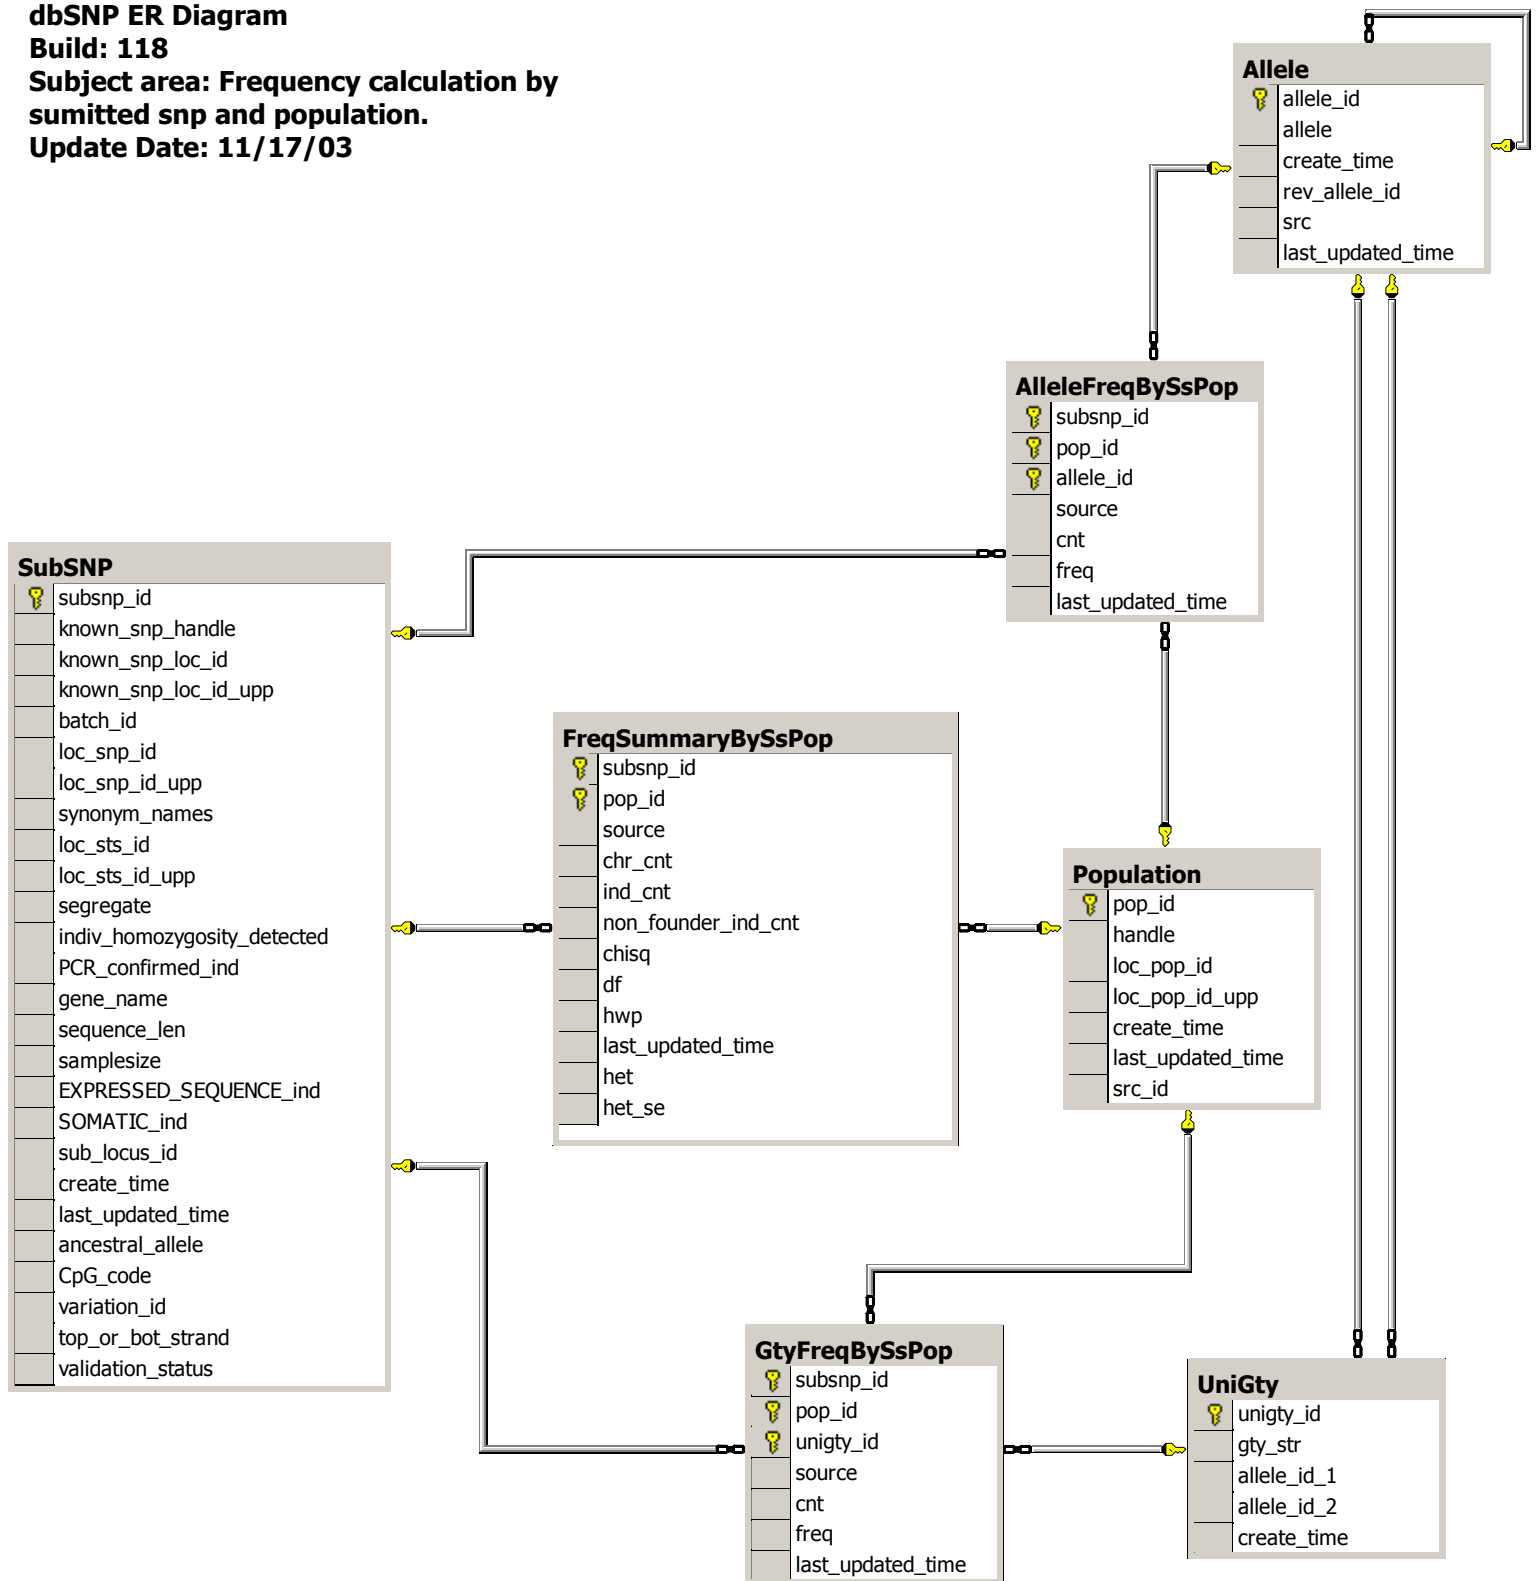 dbSNP ER Diagram
Build: 118
Subject area: Frequency calculation by
sumitted snp and population.
Update Date: 11/17/03
Allele
allele_id
allele
create_time
rev_allele_id
src
last_updated_time
AlleleFreqBySsPop
subsnp_id
pop_id
allele_id
source
cnt
freq
last_updated_time
SubSNP
subsnp_id
known_snp_handle
known_snp_loc_id
known_snp_loc_id_upp
batch_id
loc_snp_id
loc_snp_id_upp
synonym_names
loc_sts_id
loc_sts_id_upp
segregate
indiv_homozygosity_detected
PCR_confirmed_ind
gene_name
sequence_len
samplesize
EXPRESSED_SEQUENCE_ind
SOMATIC_ind
sub_locus_id
create_time
last_updated_time
ancestral_allele
CpG_code
variation_id
top_or_bot_strand
validation_status
FreqSummaryBySsPop
subsnp_id
pop_id
source
chr_cnt
ind_cnt
non_founder_ind_cnt
chisq
df
hwp
last_updated_time
het
het_se
Population
pop_id
handle
loc_pop_id
loc_pop_id_upp
create_time
last_updated_time
src_id
GtyFreqBySsPop
subsnp_id
pop_id
unigty_id
source
cnt
freq
last_updated_time
UniGty
unigty_id
gty_str
allele_id_1
allele_id_2
create_time